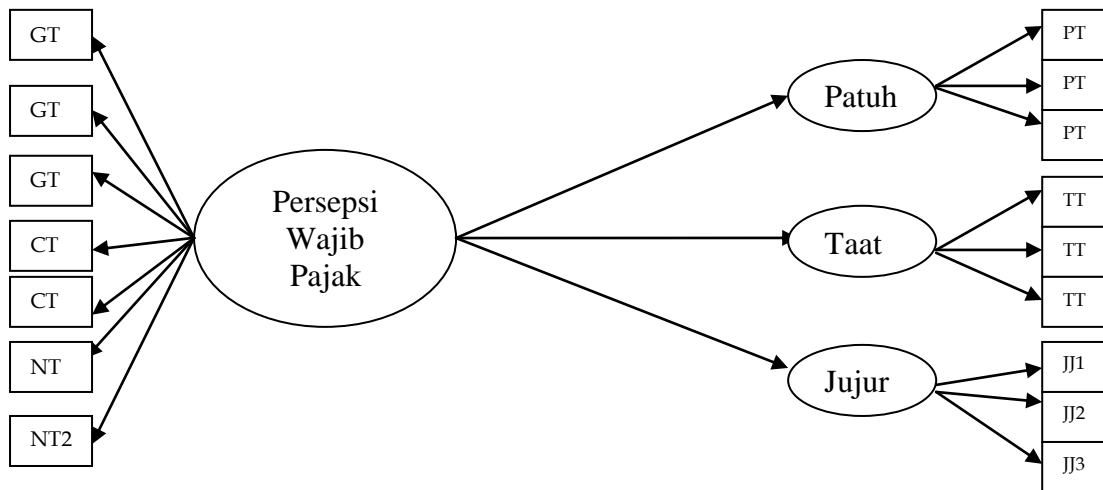 GT
GT
GT
CT
CT
NT
NT2
Persepsi
Wajib
Pajak
Patuh
Taat
Jujur
PT
PT
PT
TT
TT
TT
JJ1
JJ2
JJ3